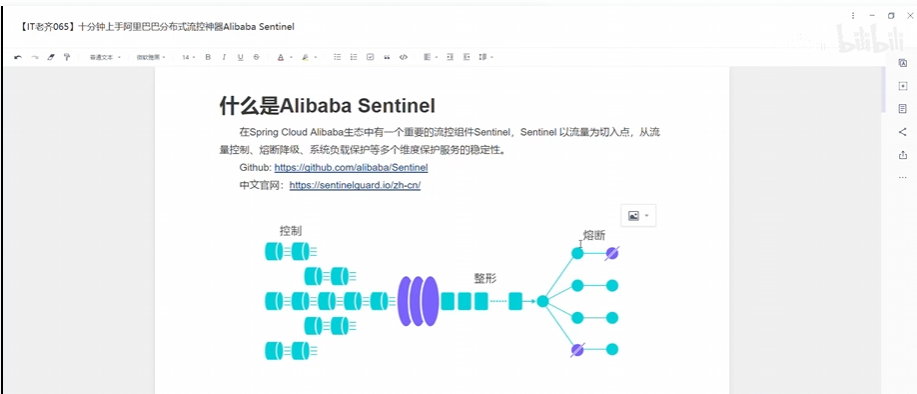 【IT老齐065】十分钟上手阿里巴巴分布式流控神器Alibaba Sentinel
bilibili
普通文本
微软雅黑
14
B I U S A
什么是Alibaba Sentinel
在Spring Cloud Alibaba生态中有一个重要的流控组件Sentinel，Sentinel 以流量为切入点，从流
量控制、熔断降级、系统负载保护等多个维度保护服务的稳定性。
Github: https://github.com/alibaba/Sentinel
中文官网：https://sentinelguard.io/zh-cn/
控制
熔断
整形